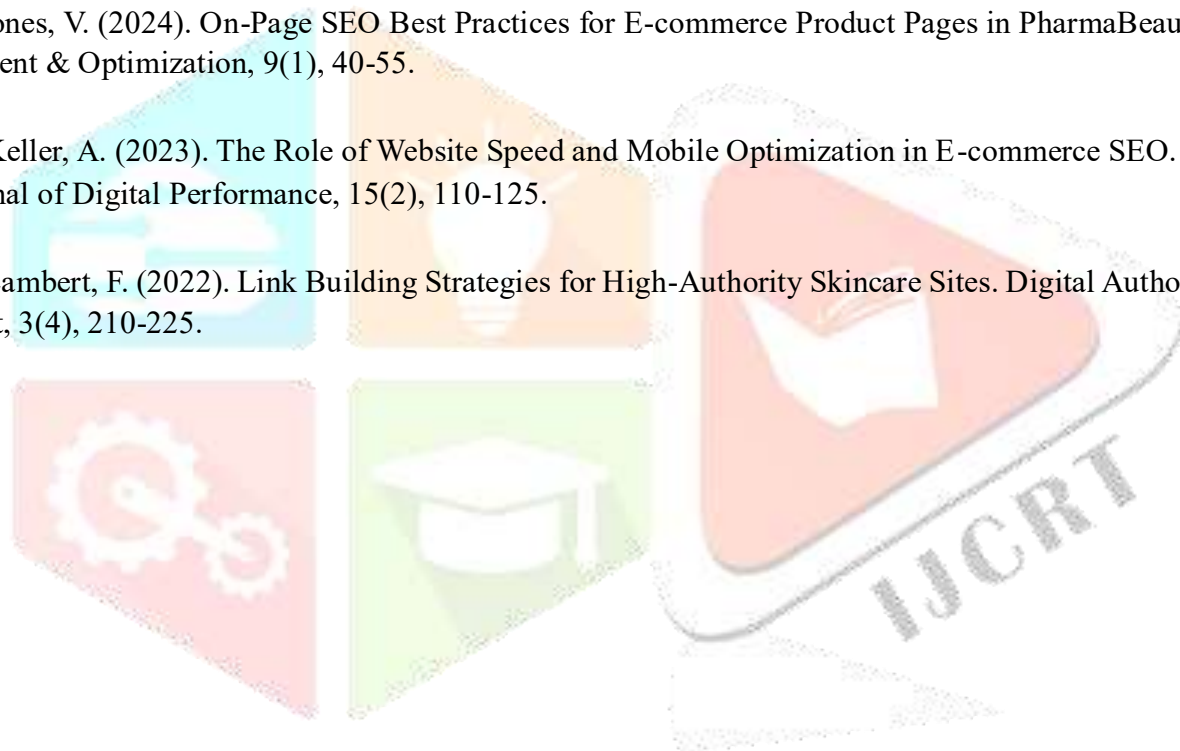 ones, V. (2024). On-Page SEO Best Practices for E-commerce Product Pages in PharmaBeau
ent & Optimization, 9(1), 40-55.
Keller, A. (2023). The Role of Website Speed and Mobile Optimization in E-commerce SEO.
nal of Digital Performance, 15(2), 110-125.
ambert, F. (2022). Link Building Strategies for High-Authority Skincare Sites. Digital Autho
t, 3(4), 210-225.
IJCRT